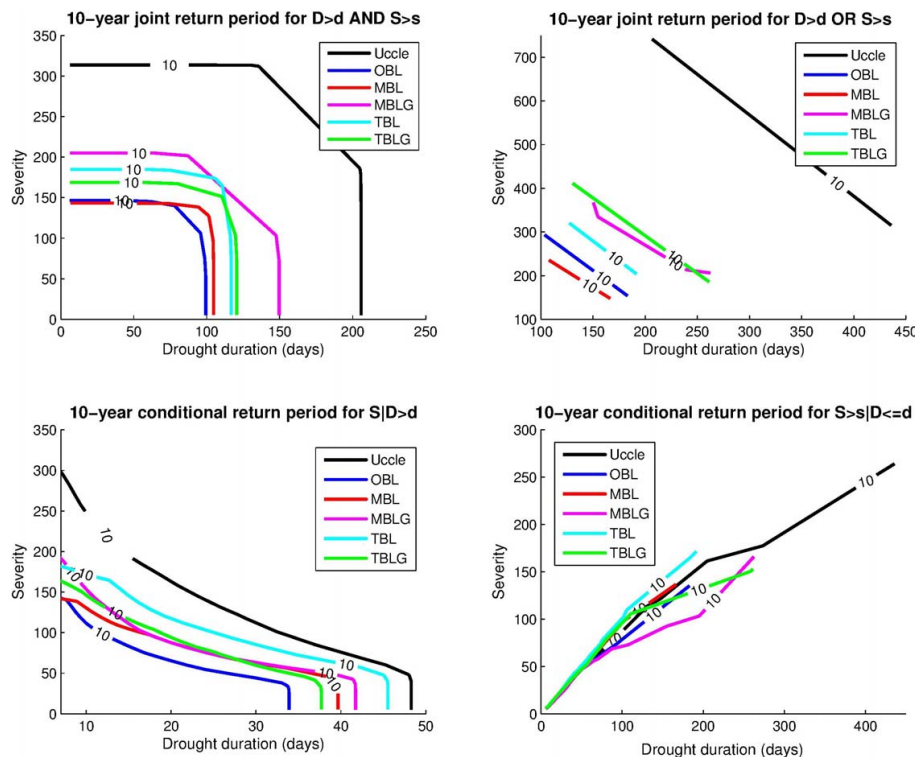 10−year joint return period for D>d AND S>s
350
300
250
200
150
100
50
0
Severity
0
50
100
150
200
250
Drought duration (days)
10
10
10
10
10
10
Uccle
OBL
MBL
MBLG
TBL
TBLG
10−year joint return period for D>d OR S>s
700
600
500
400
300
200
100
Severity
100
150
200
250
300
350
400
450
Drought duration (days)
10
10
10
10
10
10
Uccle
OBL
MBL
MBLG
TBL
TBLG
10−year conditional return period for S|D>d
350
300
250
200
150
100
50
0
Severity
10
20
30
40
50
Drought duration (days)
10
10
10
10
10
10
10
10
Uccle
OBL
MBL
MBLG
TBL
TBLG
10−year conditional return period for S>s|D<=d
300
250
200
150
100
50
0
Severity
0
100
200
300
400
Drought duration (days)
10
10
10
10
10
10
10
Uccle
OBL
MBL
MBLG
TBL
TBLG